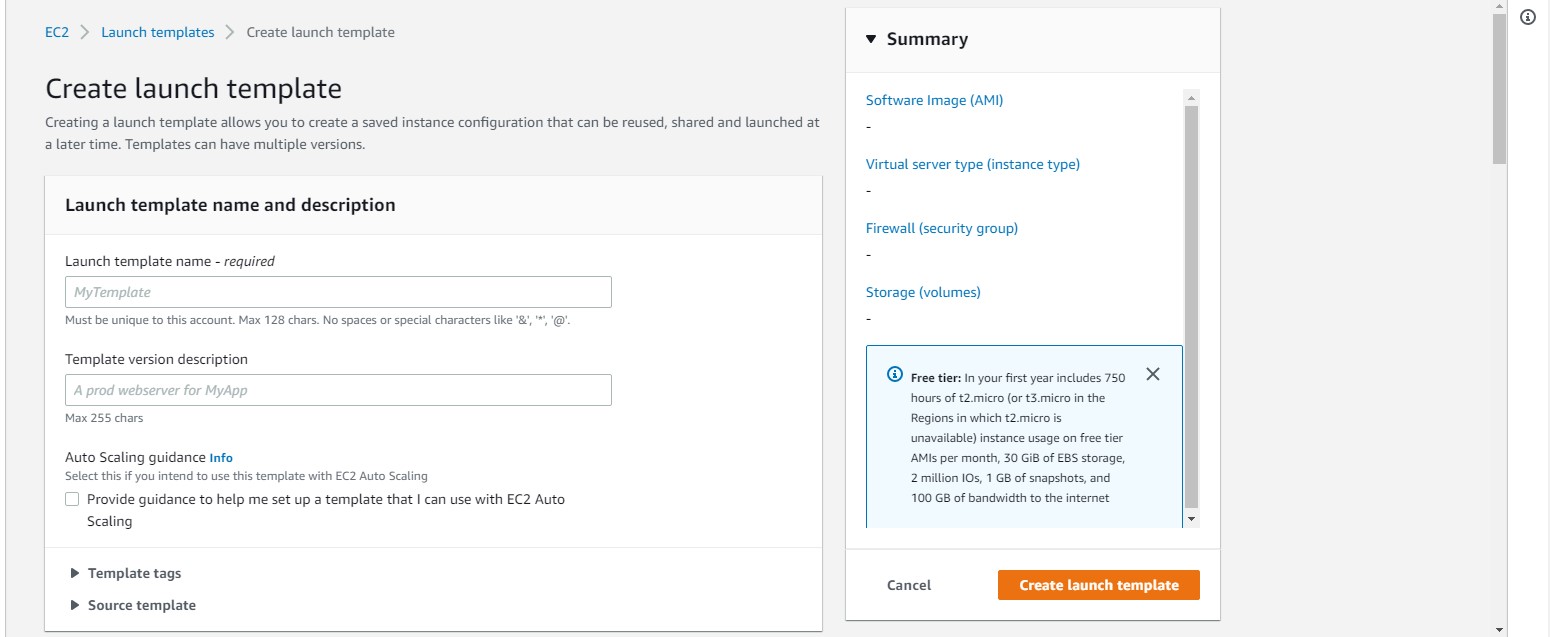 EC2 > Launch templates > Create launch template
Create launch template
Creating a launch template allows you to create a saved instance configuration that can be reused, shared and launched at
a later time. Templates can have multiple versions.
Launch template name and description
Launch template name - required
MyTemplate
Must be unique to this account. Max 128 chars. No spaces or special characters like '&', '*', '@'.
Template version description
A prod webserver for MyApp
Max 255 chars
Auto Scaling guidance Info
Select this if you intend to use this template with EC2 Auto Scaling
Provide guidance to help me set up a template that I can use with EC2 Auto
Scaling
Template tags
Source template
Summary
Software Image (AMI)
-
Virtual server type (instance type)
-
Firewall (security group)
-
Storage (volumes)
-
Free tier: In your first year includes 750
hours of t2.micro (or t3.micro in the
Regions in which t2.micro is
unavailable) instance usage on free tier
AMIs per month, 30 GiB of EBS storage,
2 million IOs, 1 GB of snapshots, and
100 GB of bandwidth to the internet
Cancel
Create launch template